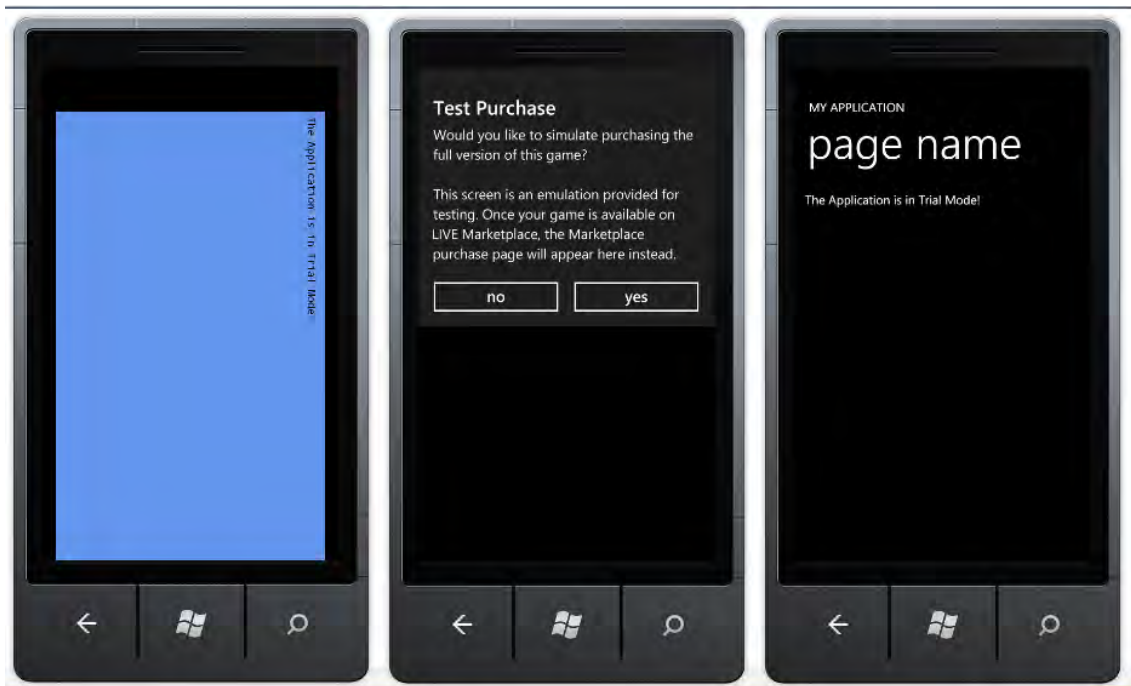 The Application is in Trial Mode!
Test Purchase
Would you like to simulate purchasing the
full version of this game?
This screen is an emulation provided for
testing. Once your game is available on
LIVE Marketplace, the Marketplace
purchase page will appear here instead.
no
yes
MY APPLICATION
page name
The Application is in Trial Mode!